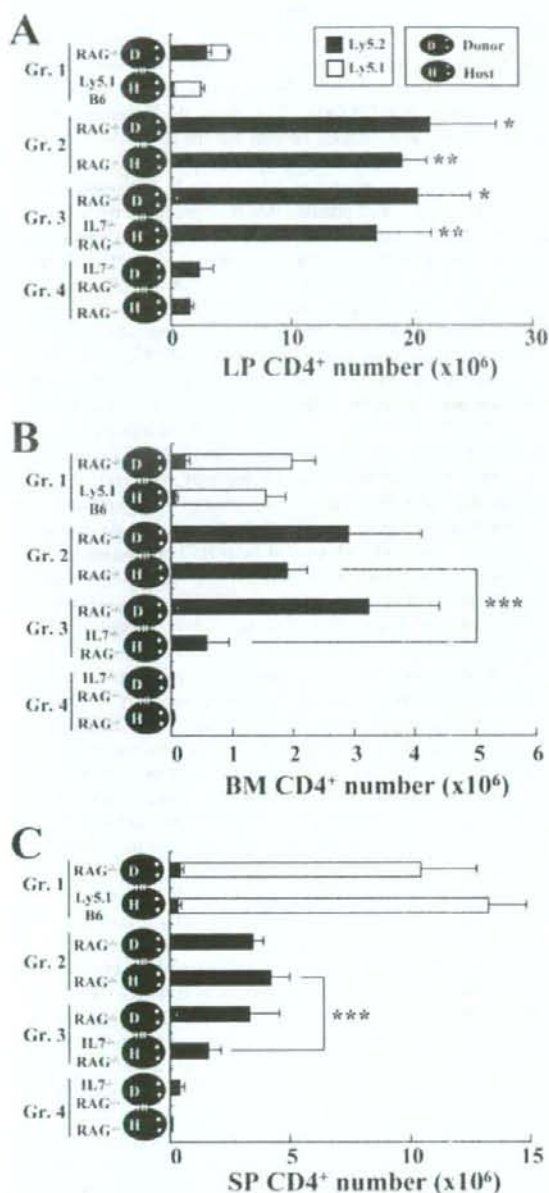 A
Ly5.2
Ly5.1
D Donor
H Host
Gr. 1
RAG-/-
D
Ly5.1
B6
H
Gr. 2
RAG-/-
D
*
RAG-/-
H
**
Gr. 3
RAG-/-
D
*
IL7-/-
RAG-/-
H
**
Gr. 4
IL7-/-
RAG-/-
D
RAG-/-
H
0
10
20
30
LP CD4⁺ number (x10⁶)
B
Gr. 1
RAG-/-
D
Ly5.1
B6
H
Gr. 2
RAG-/-
D
RAG-/-
H
***
Gr. 3
RAG-/-
D
IL7-/-
RAG-/-
H
Gr. 4
IL7-/-
RAG-/-
D
RAG-/-
H
0
1
2
3
4
5
6
BM CD4⁺ number (x10⁶)
C
Gr. 1
RAG-/-
D
Ly5.1
B6
H
Gr. 2
RAG-/-
D
RAG-/-
H
***
Gr. 3
RAG-/-
D
IL7-/-
RAG-/-
H
Gr. 4
IL7-/-
RAG-/-
D
RAG-/-
H
0
5
10
15
SP CD4⁺ number (x10⁶)